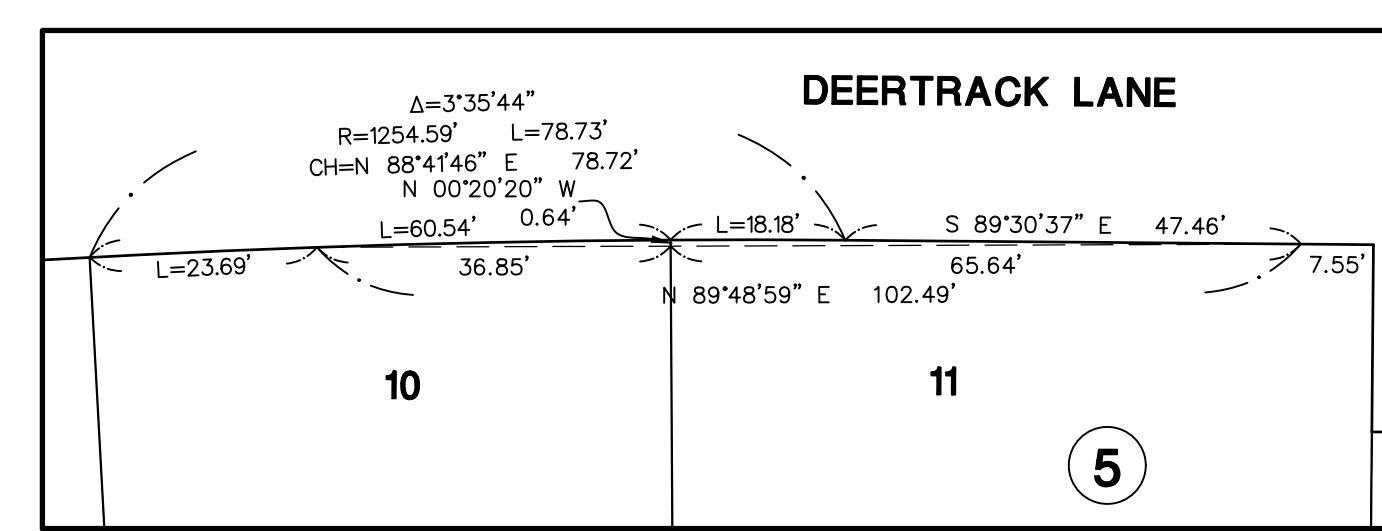 DEERTRACK LANE
Δ=3°35'44"
R=1254.59' L=78.73'
CH=N 88°41'46" E 78.72'
N 00°20'20" W
0.64'
L=60.54'
L=18.18'
S 89°30'37" E 47.46'
L=23.69'
36.85'
65.64'
7.55'
N 89°48'59" E 102.49'
10
11
5